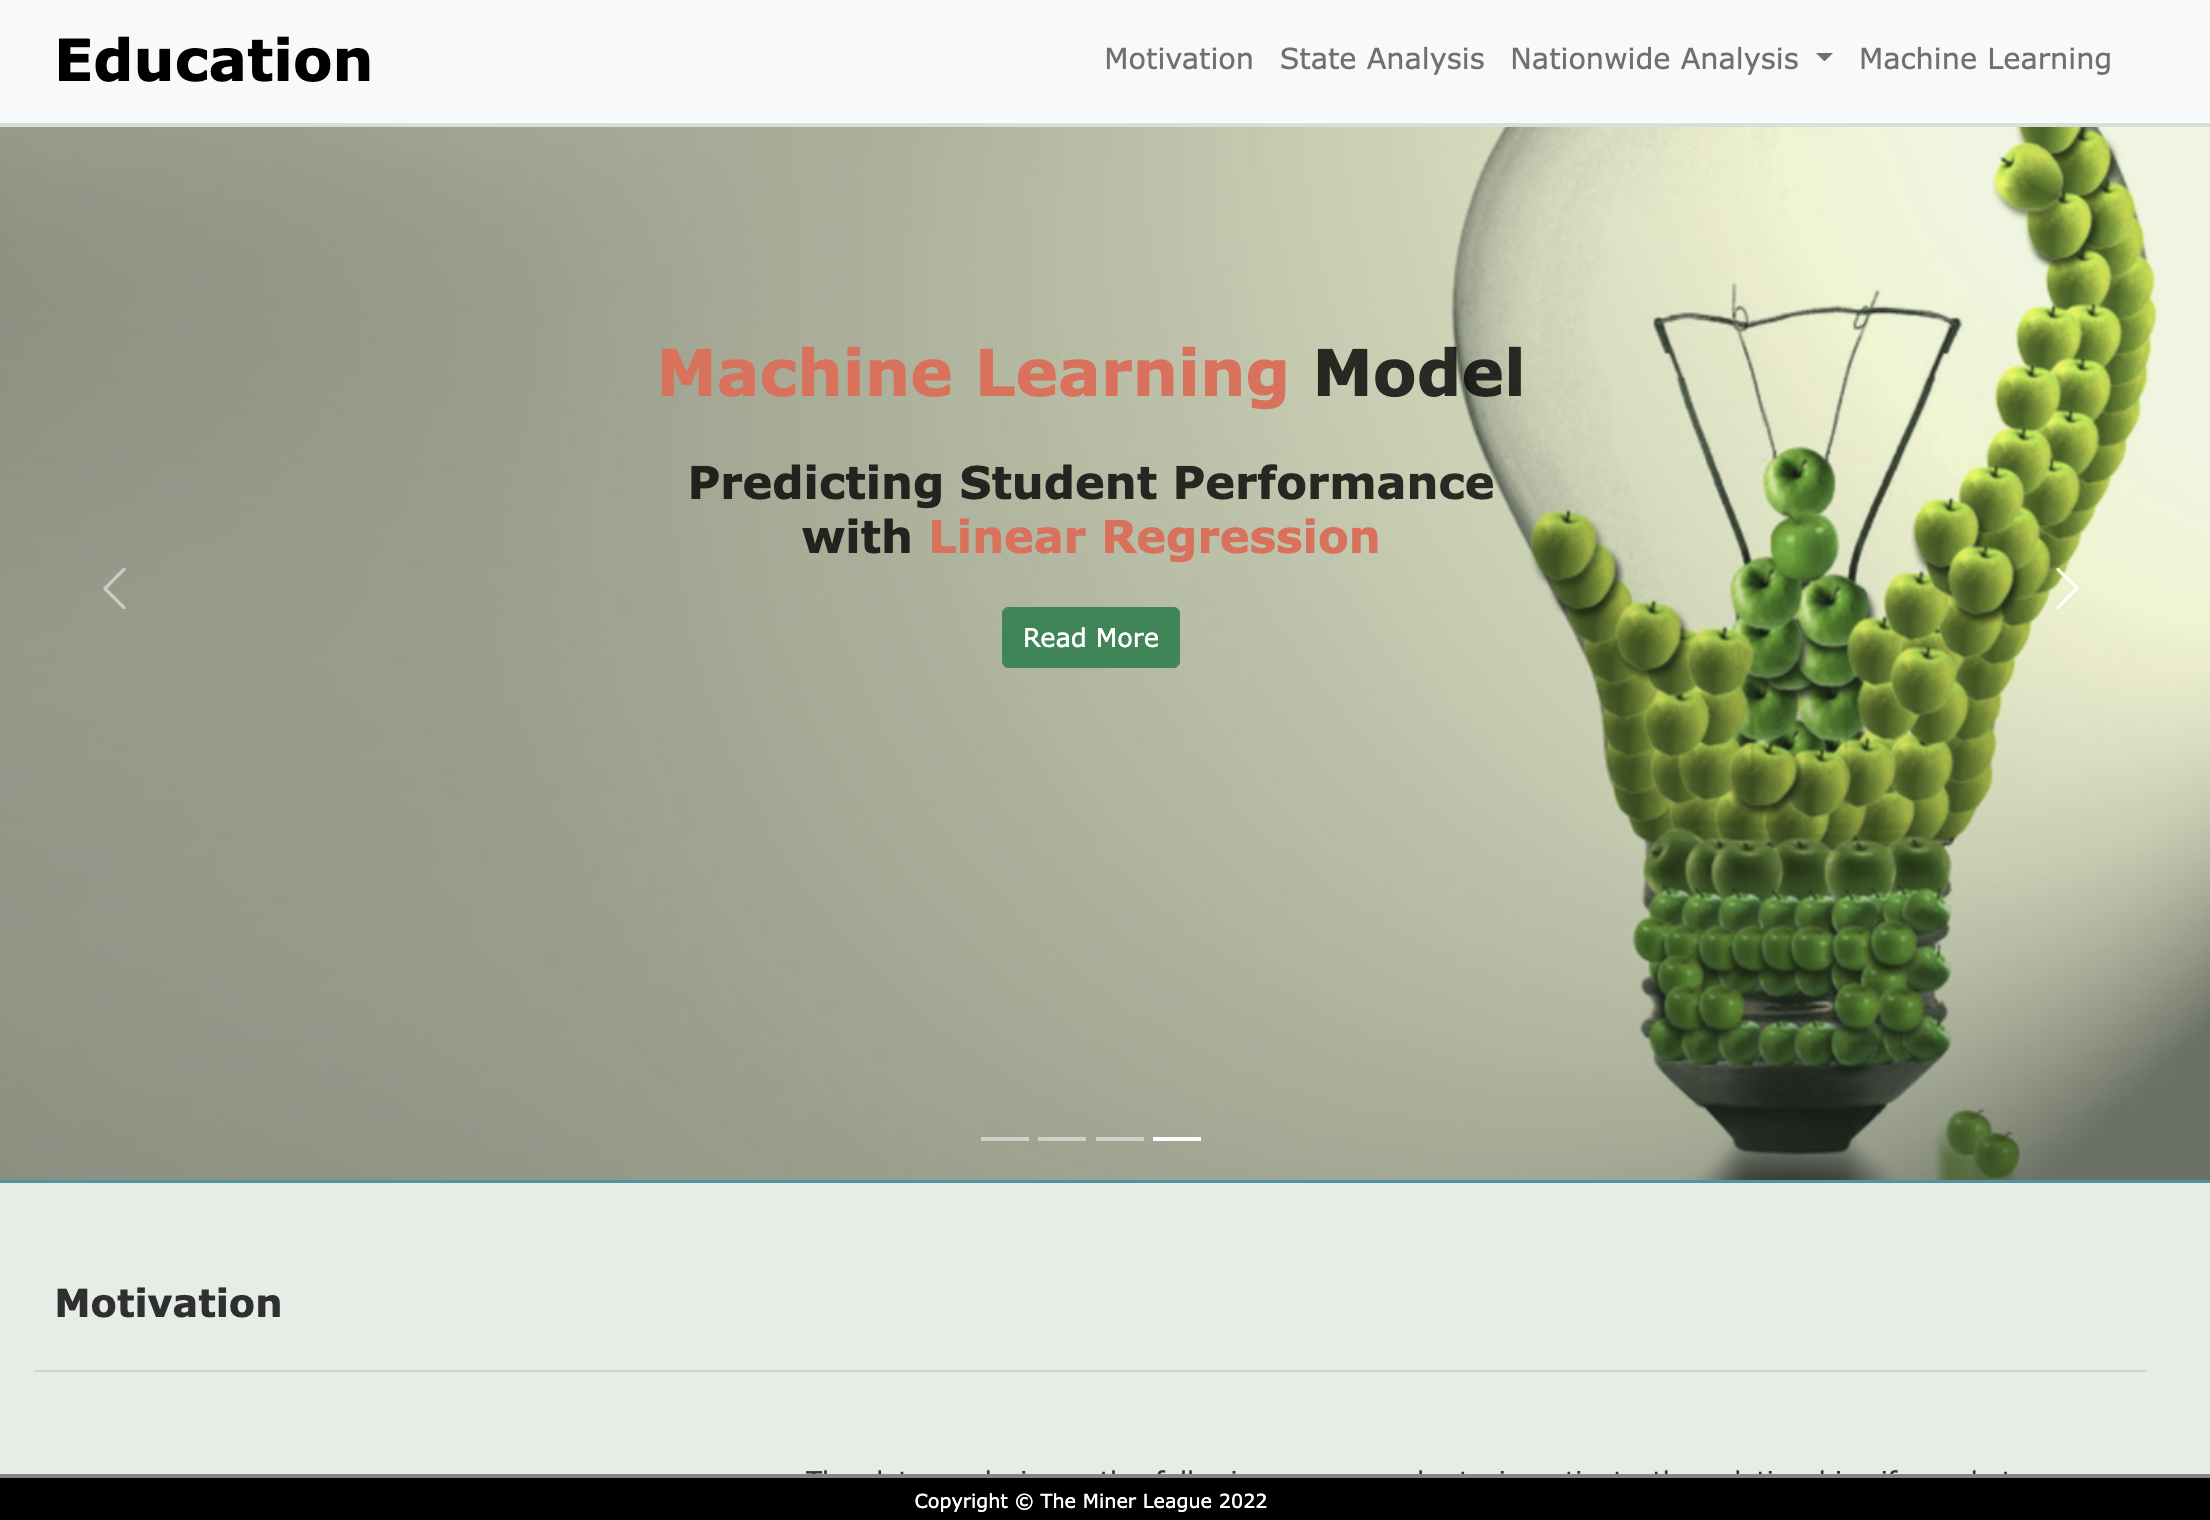 Education
Motivation State Analysis Nationwide Analysis Machine Learning
Machine Learning Model
Predicting Student Performance
with Linear Regression
Read More
Motivation
Copyright © The Miner League 2022